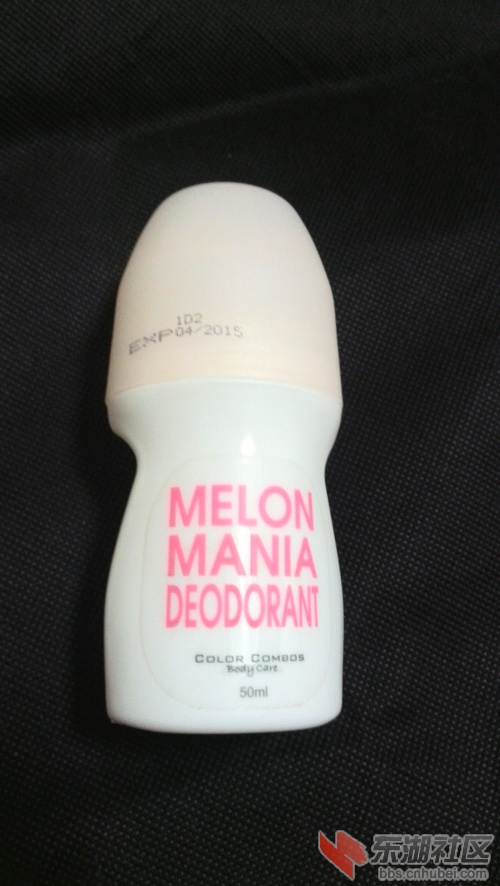 1D2
EXP 04/2015
MELON
MANIA
DEODORANT
COLOR COMBOS
Body Care
50ml
东湖社区
bbs.cnhubei.com